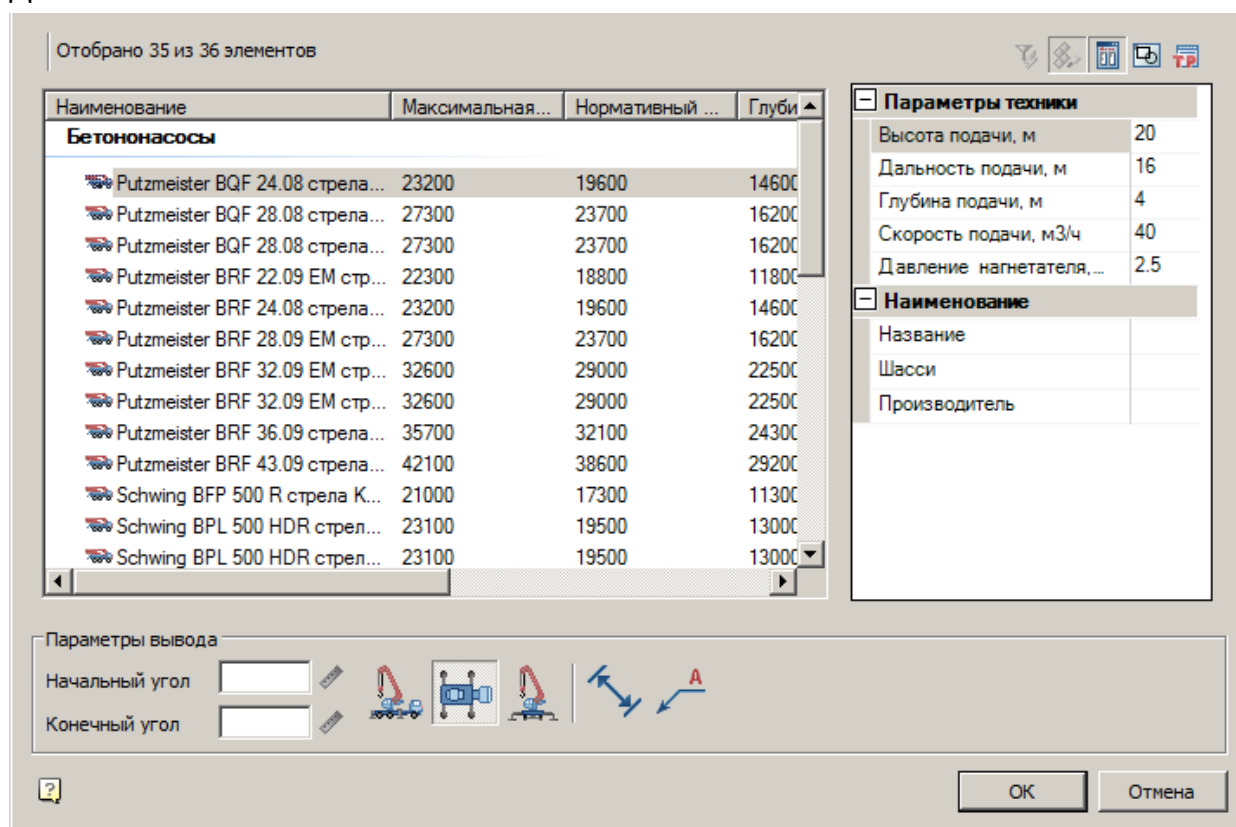 Отобрано 35 из 36 элементов
Т.Р.
Наименование Максимальная... Нормативный ... Глуби
Бетононасосы
Putzmeister BQF 24.08 стрела... 23200 19600 14600
Putzmeister BQF 28.08 стрела... 27300 23700 16200
Putzmeister BQF 28.08 стрела... 27300 23700 16200
Putzmeister BRF 22.09 EM стр... 22300 18800 11800
Putzmeister BRF 24.08 стрела... 23200 19600 14600
Putzmeister BRF 28.09 EM стр... 27300 23700 16200
Putzmeister BRF 32.09 EM стр... 32600 29000 22500
Putzmeister BRF 32.09 EM стр... 32600 29000 22500
Putzmeister BRF 36.09 стрела... 35700 32100 24300
Putzmeister BRF 43.09 стрела... 42100 38600 29200
Schwing BFP 500 R стрела K... 21000 17300 11300
Schwing BPL 500 HDR стрел... 23100 19500 13000
Schwing BPL 500 HDR стрел... 23100 19500 13000
Параметры техники
Высота подачи, м 20
Дальность подачи, м 16
Глубина подачи, м 4
Скорость подачи, м3/ч 40
Давление нагнетателя,... 2.5
Наименование
Название
Шасси
Производитель
Параметры вывода
Начальный угол
Конечный угол
A
?
ОК
Отмена